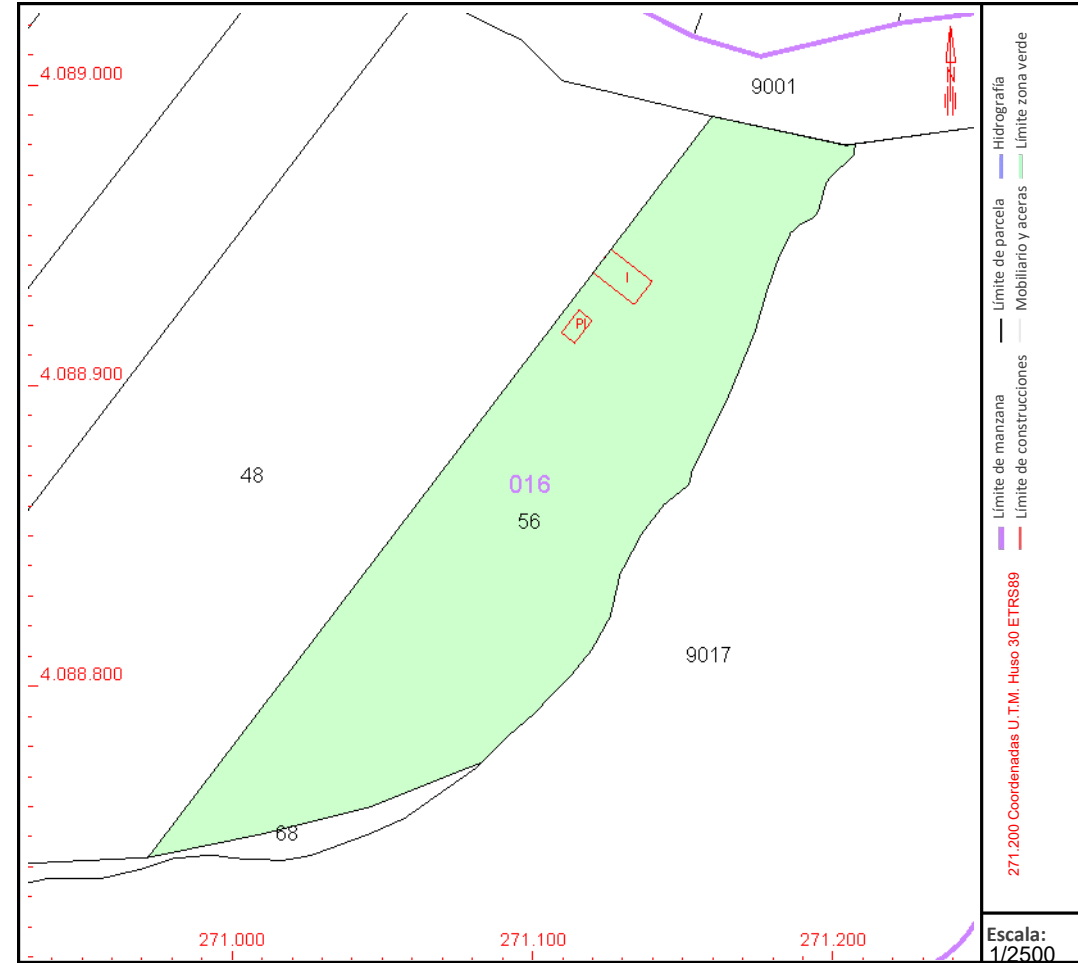 4.089.000
9001
N
I
PI
4.088.900
48
016
56
9017
4.088.800
68
271.000
271.100
271.200
Límite de manzana
Límite de parcela
Hidrografía
Límite de construcciones
Mobiliario y aceras
Límite zona verde
271.200 Coordenadas U.T.M. Huso 30 ETRS89
Escala:
1/2500